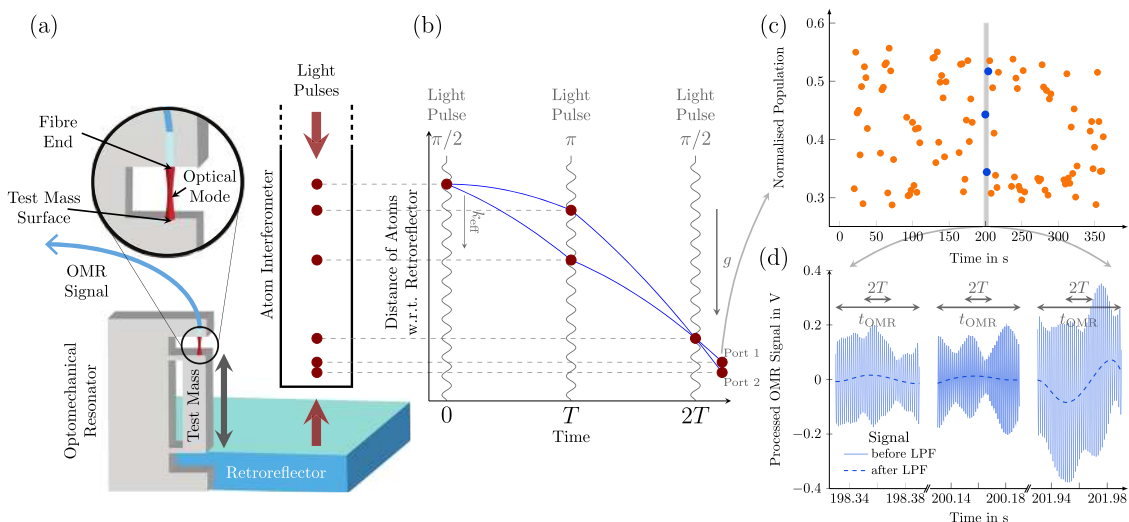 (a)
Fibre
End
Test Mass
Surface
Optical
Mode
OMR
Signal
Optomechanical
Resonator
Test Mass
Retroreflector
Light
Pulses
Atom Interferometer
(b)
Light
Pulse
π/2
Light
Pulse
π
Light
Pulse
π/2
Distance of Atoms
w.r.t. Retroreflector
k_eff
g
Port 1
Port 2
0 T 2T
Time
(c)
Normalised Population
0.6
0.5
0.4
0.3
0 50 100 150 200 250 300 350
Time in s
(d)
Processed OMR Signal in V
0.4
0.2
0
−0.2
−0.4
2T 2T 2T
t_OMR t_OMR t_OMR
Signal
before LPF
after LPF
198.34 198.38 200.14 200.18 201.94 201.98
Time in s